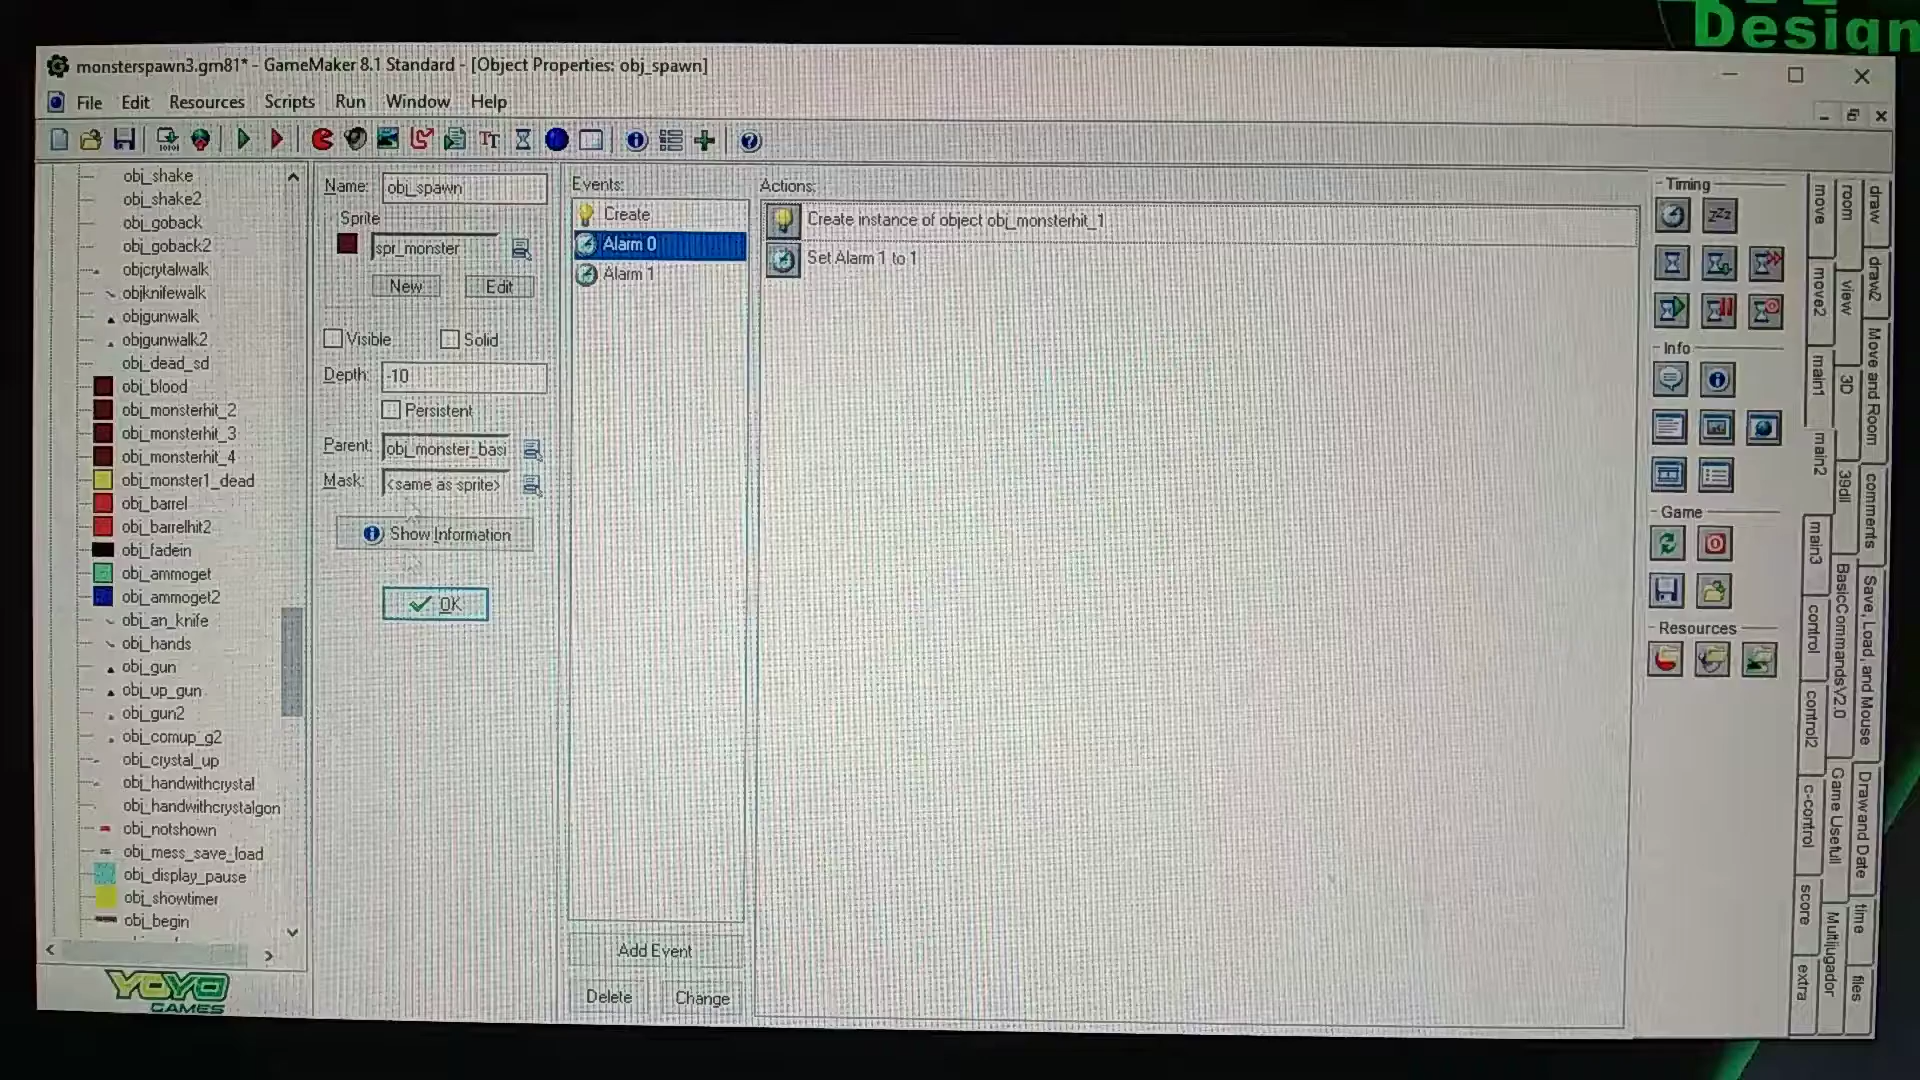 Design
monsterspawn3.gm81* - GameMaker 8.1 Standard - [Object Properties: obj_spawn]
File Edit Resources Scripts Run Window Help
obj_shake
obj_shake2
obj_goback
obj_goback2
objcrytalwalk
objknifewalk
objgunwalk
objgunwalk2
obj_dead_sd
obj_blood
obj_monsterhit_2
obj_monsterhit_3
obj_monsterhit_4
obj_monster1_dead
obj_barrel
obj_barrelhit2
obj_fadein
obj_ammoget
obj_ammoget2
obj_an_knife
obj_hands
obj_gun
obj_up_gun
obj_gun2
obj_comup_g2
obj_crystal_up
obj_handwithcrystal
obj_handwithcrystalgon
obj_notshown
obj_mess_save_load
obj_display_pause
obj_showtimer
obj_begin
YOYO
GAMES
Name: obj_spawn
Sprite
spr_monster
New Edit
Visible Solid
Depth: -10
Persistent
Parent: obj_monster_basi
Mask: <same as sprite>
Show Information
OK
Events:
Create
Alarm 0
Alarm 1
Add Event
Delete Change
Actions:
Create instance of object obj_monsterhit_1
Set Alarm 1 to 1
Timing
Info
Game
Resources
move
move2
main1
main2
main3
control
control2
c-control
score
extra
room
view
3D
39dll
BasicCommandsV2.0
Game Usefull
Multijugador
draw
draw2
Move and Room
comments
Save, Load, and Mouse
Draw and Date
time
files